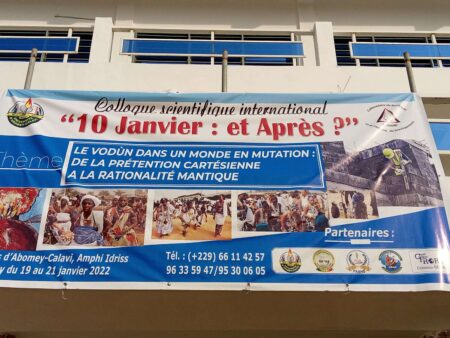 Colloque scientifique international
"10 Janvier : et Après ?"
Thème
LE VODÙN DANS UN MONDE EN MUTATION :
DE LA PRÉTENTION CARTÉSIENNE
A LA RATIONALITÉ MANTIQUE
Partenaires :
s d'Abomey-Calavi, Amphi Idriss
y du 19 au 21 janvier 2022
Tél. : (+229) 66 11 42 57
96 33 59 47/95 30 06 05